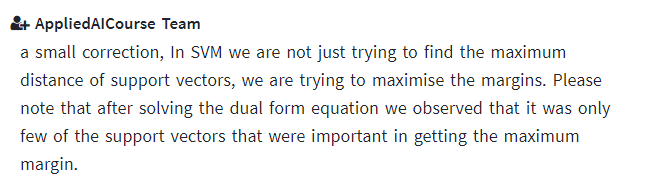 AppliedAICourse Team
a small correction, In SVM we are not just trying to find the maximum
distance of support vectors, we are trying to maximise the margins. Please
note that after solving the dual form equation we observed that it was only
few of the support vectors that were important in getting the maximum
margin.